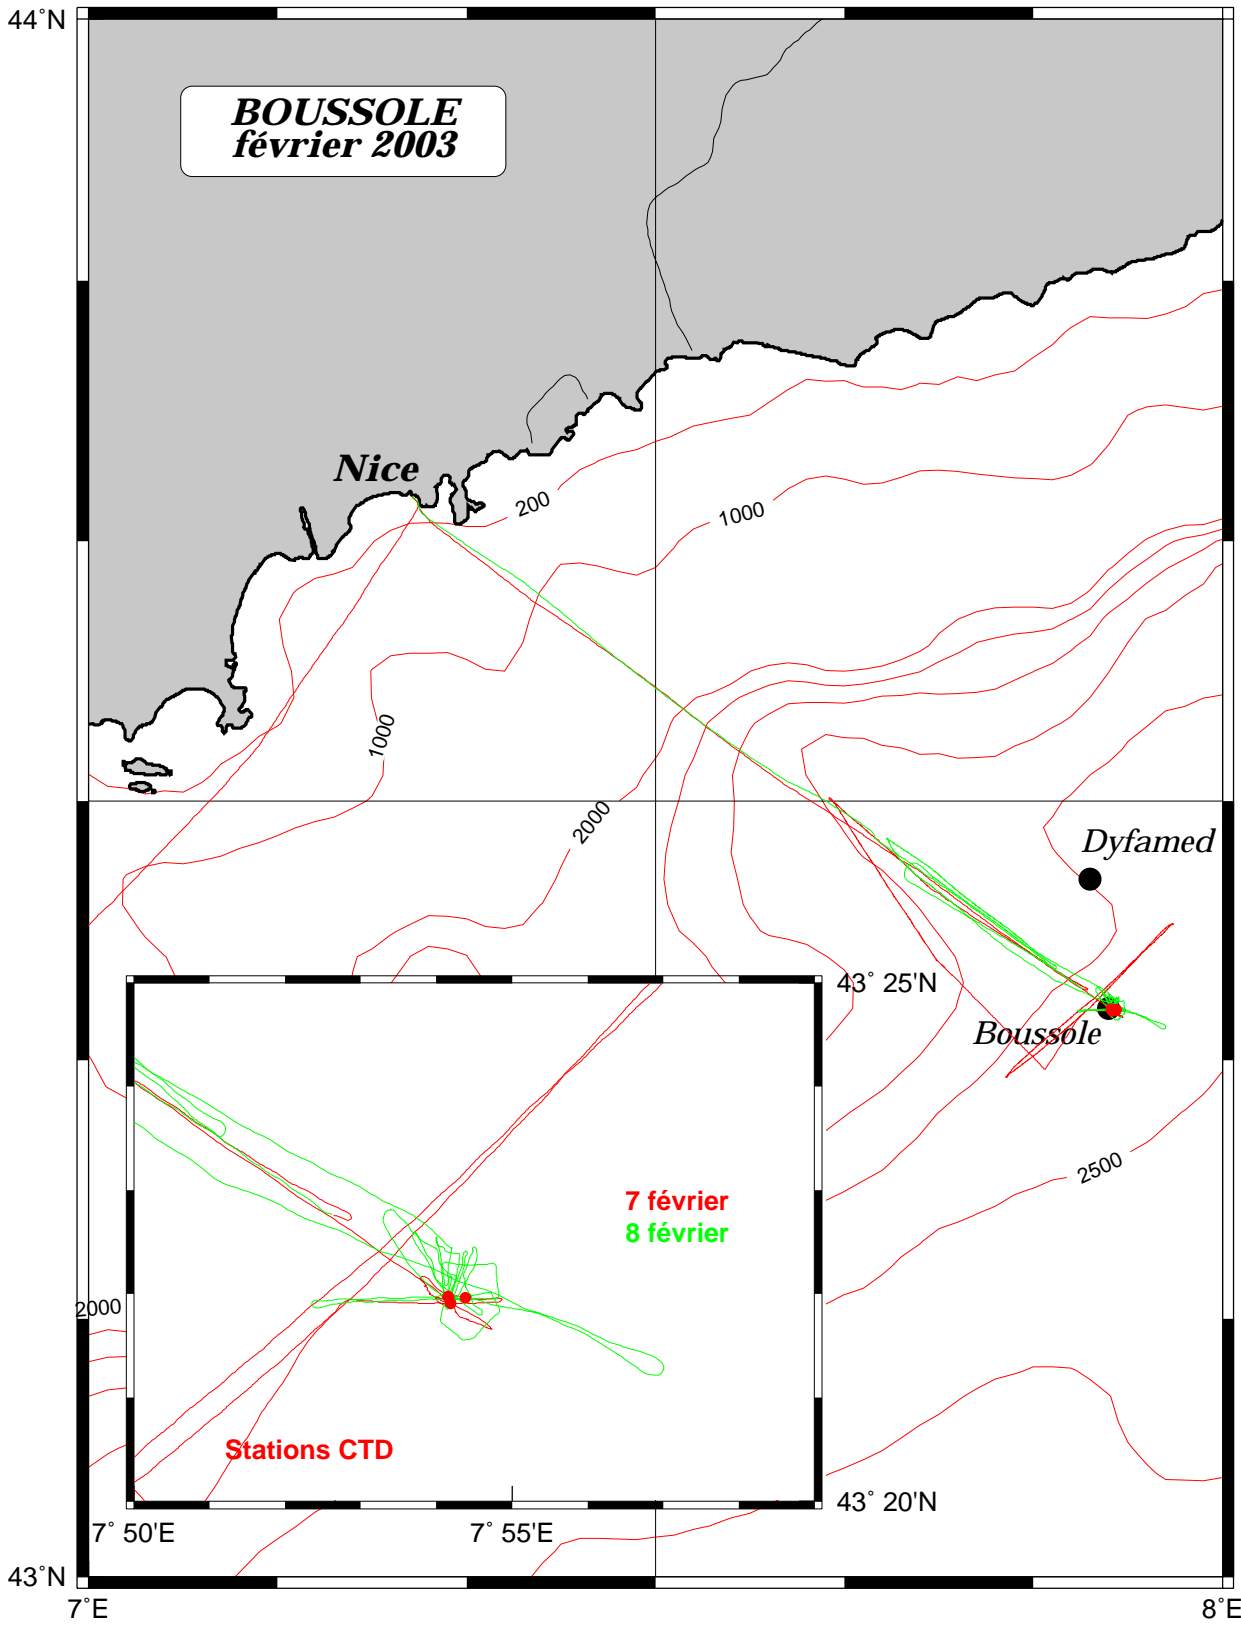 44°N
BOUSSOLE
février 2003
Nice
200
1000
1000
2000
Dyfamed
Boussole
43° 25'N
2500
7 février
8 février
2000
Stations CTD
43° 20'N
7° 50'E
7° 55'E
43°N
7°E
8°E